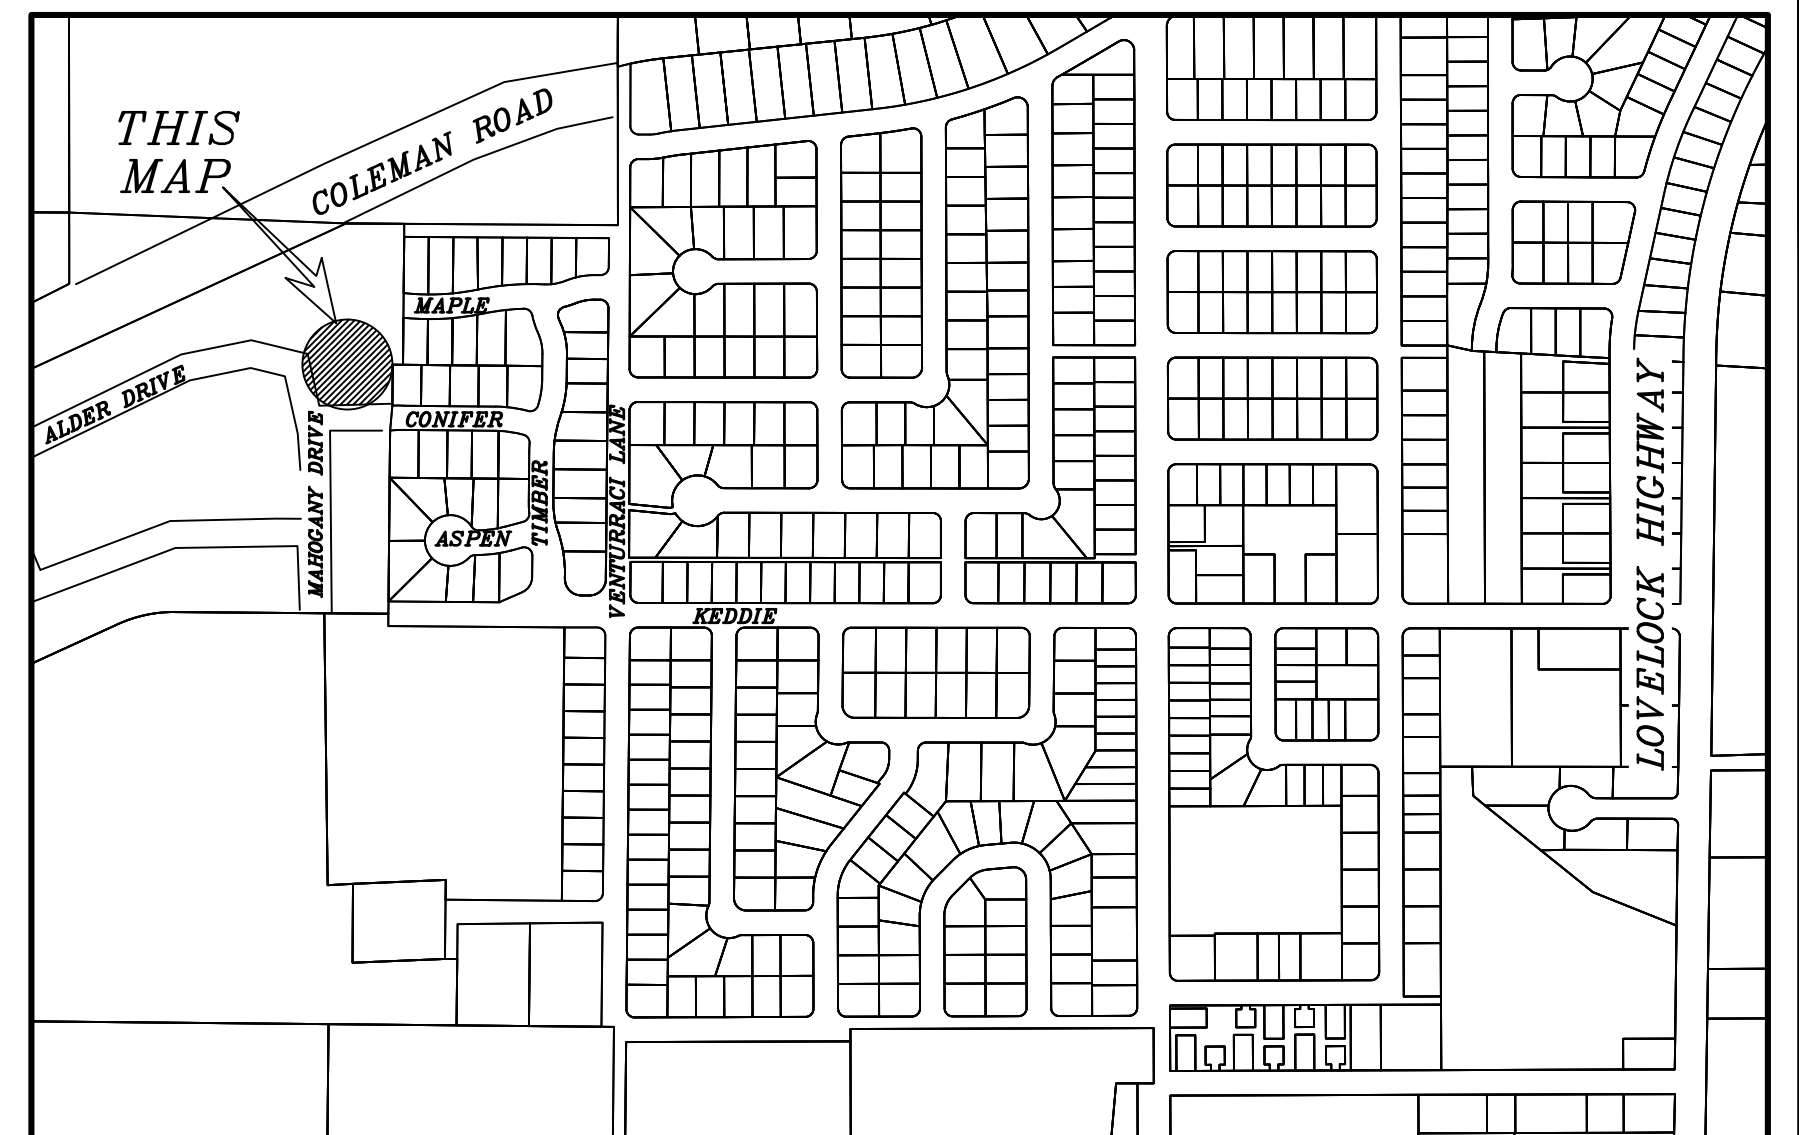 THIS
MAP
COLEMAN ROAD
MAPLE
ALDER DRIVE
CONIFER
MAHOGANY DRIVE
TIMBER
ASPEN
VENTURRACI LANE
KEDDIE
LOVELOCK HIGHWAY